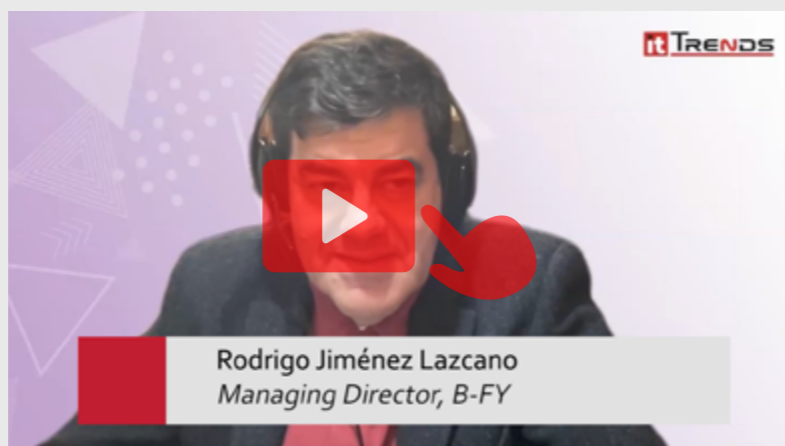 it TRENDS
Rodrigo Jiménez Lazcano
Managing Director, B-FY